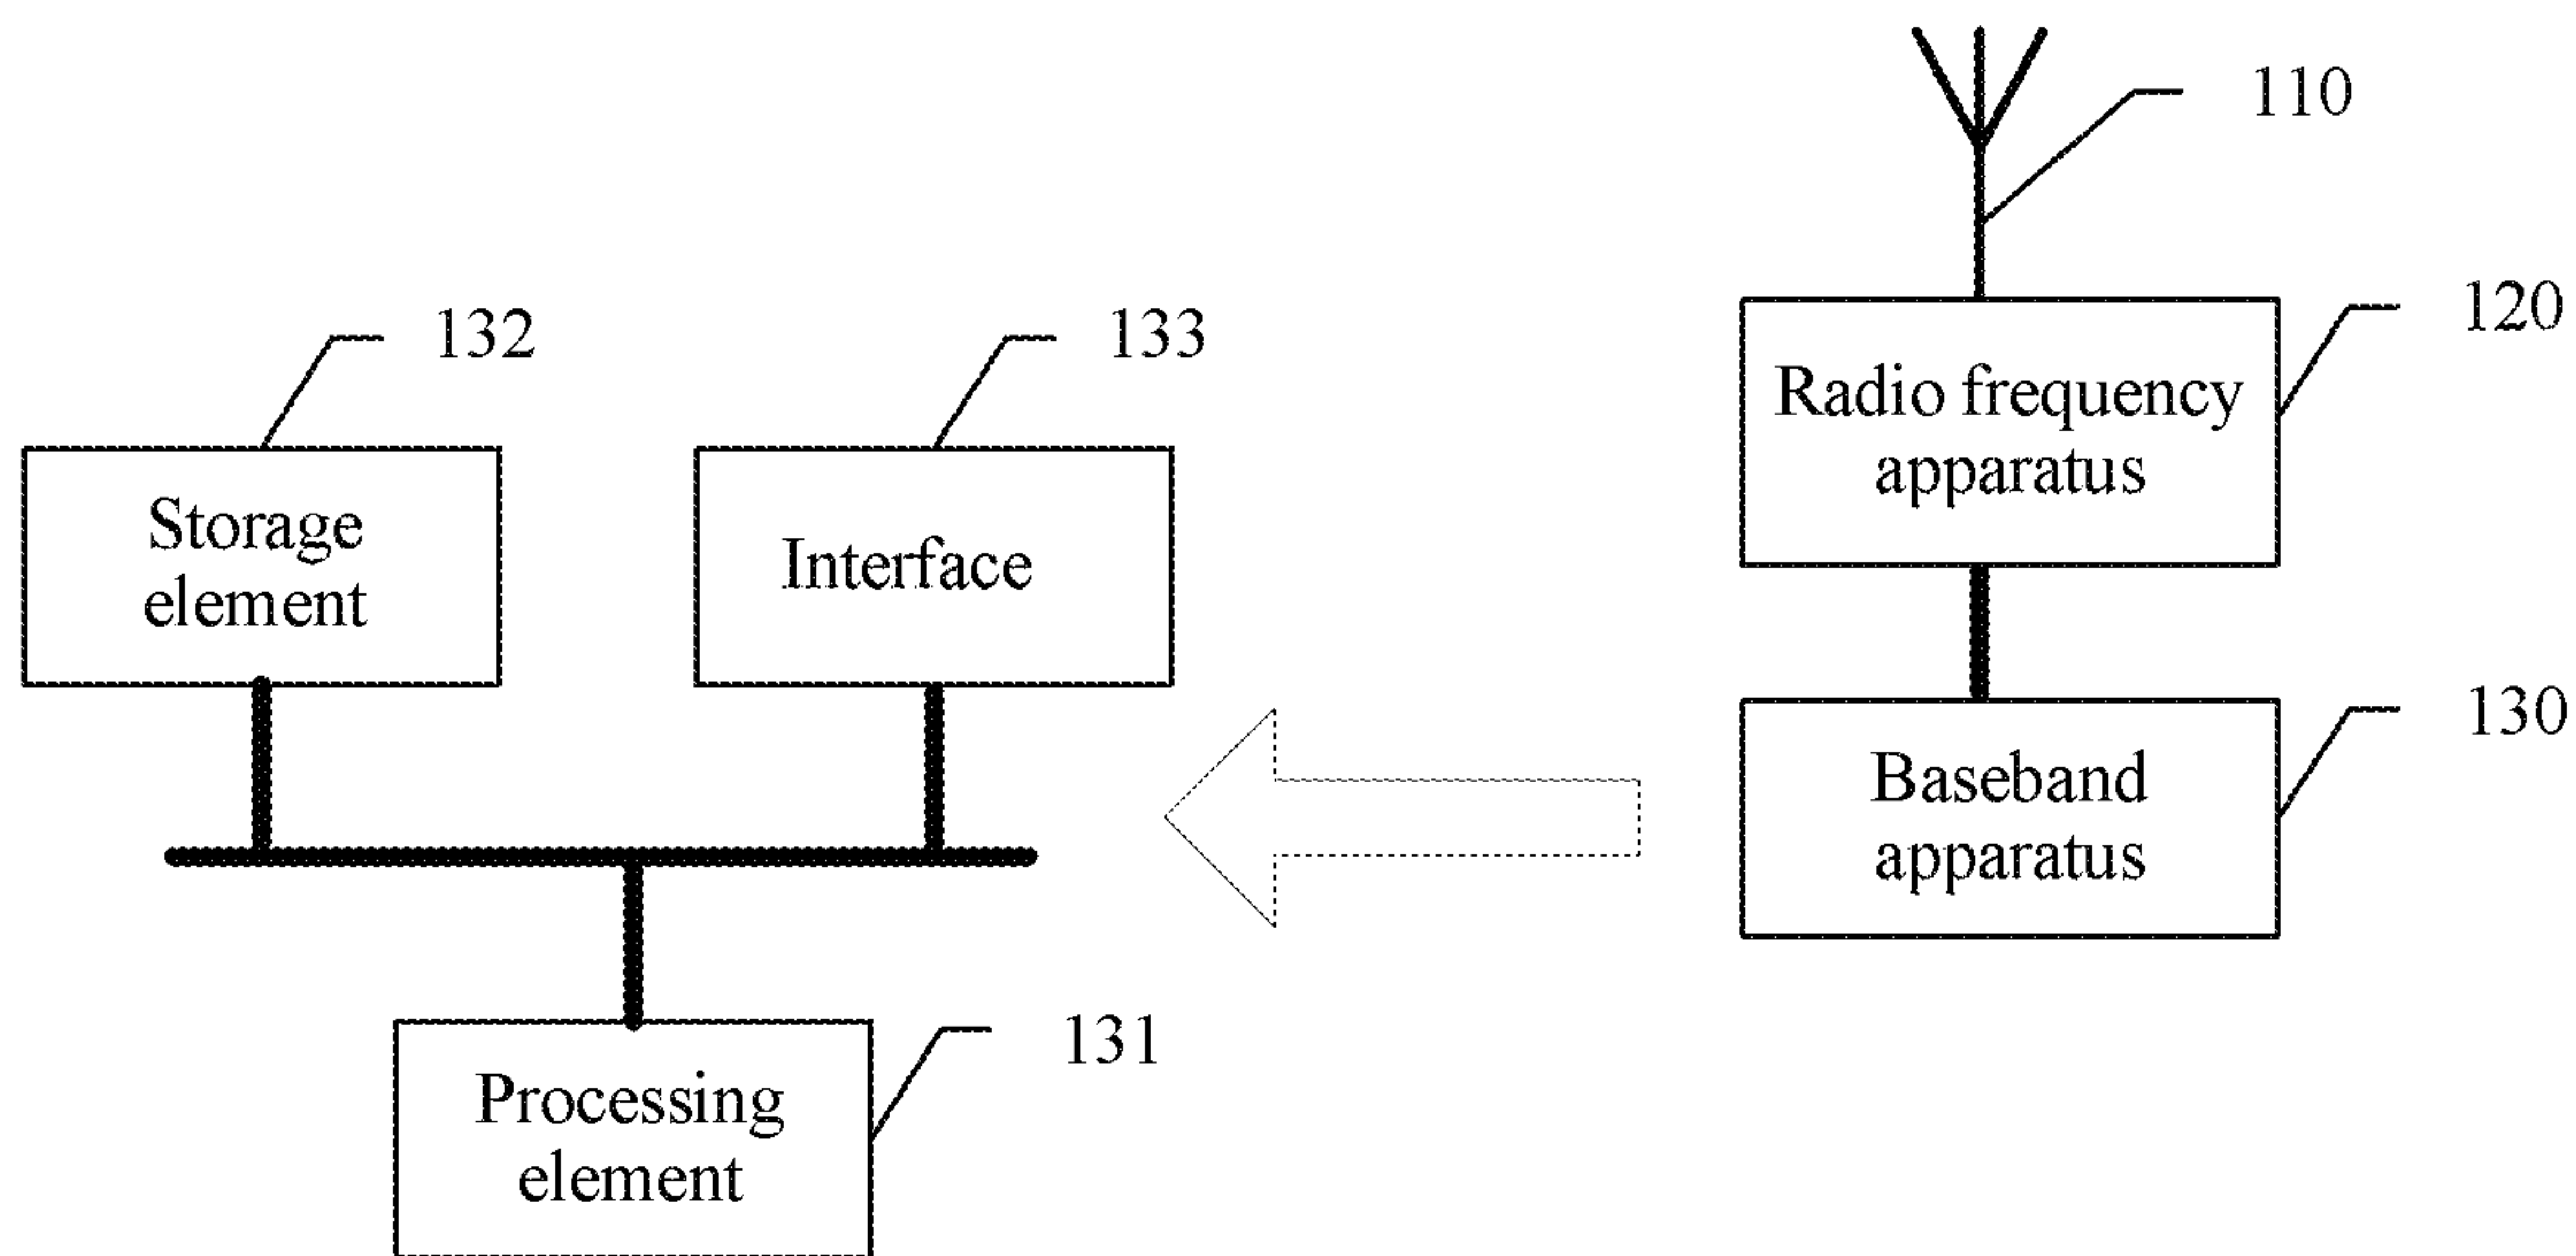 110
120
Radio frequency
apparatus
132
133
Storage
element
Interface
130
Baseband
apparatus
131
Processing
element